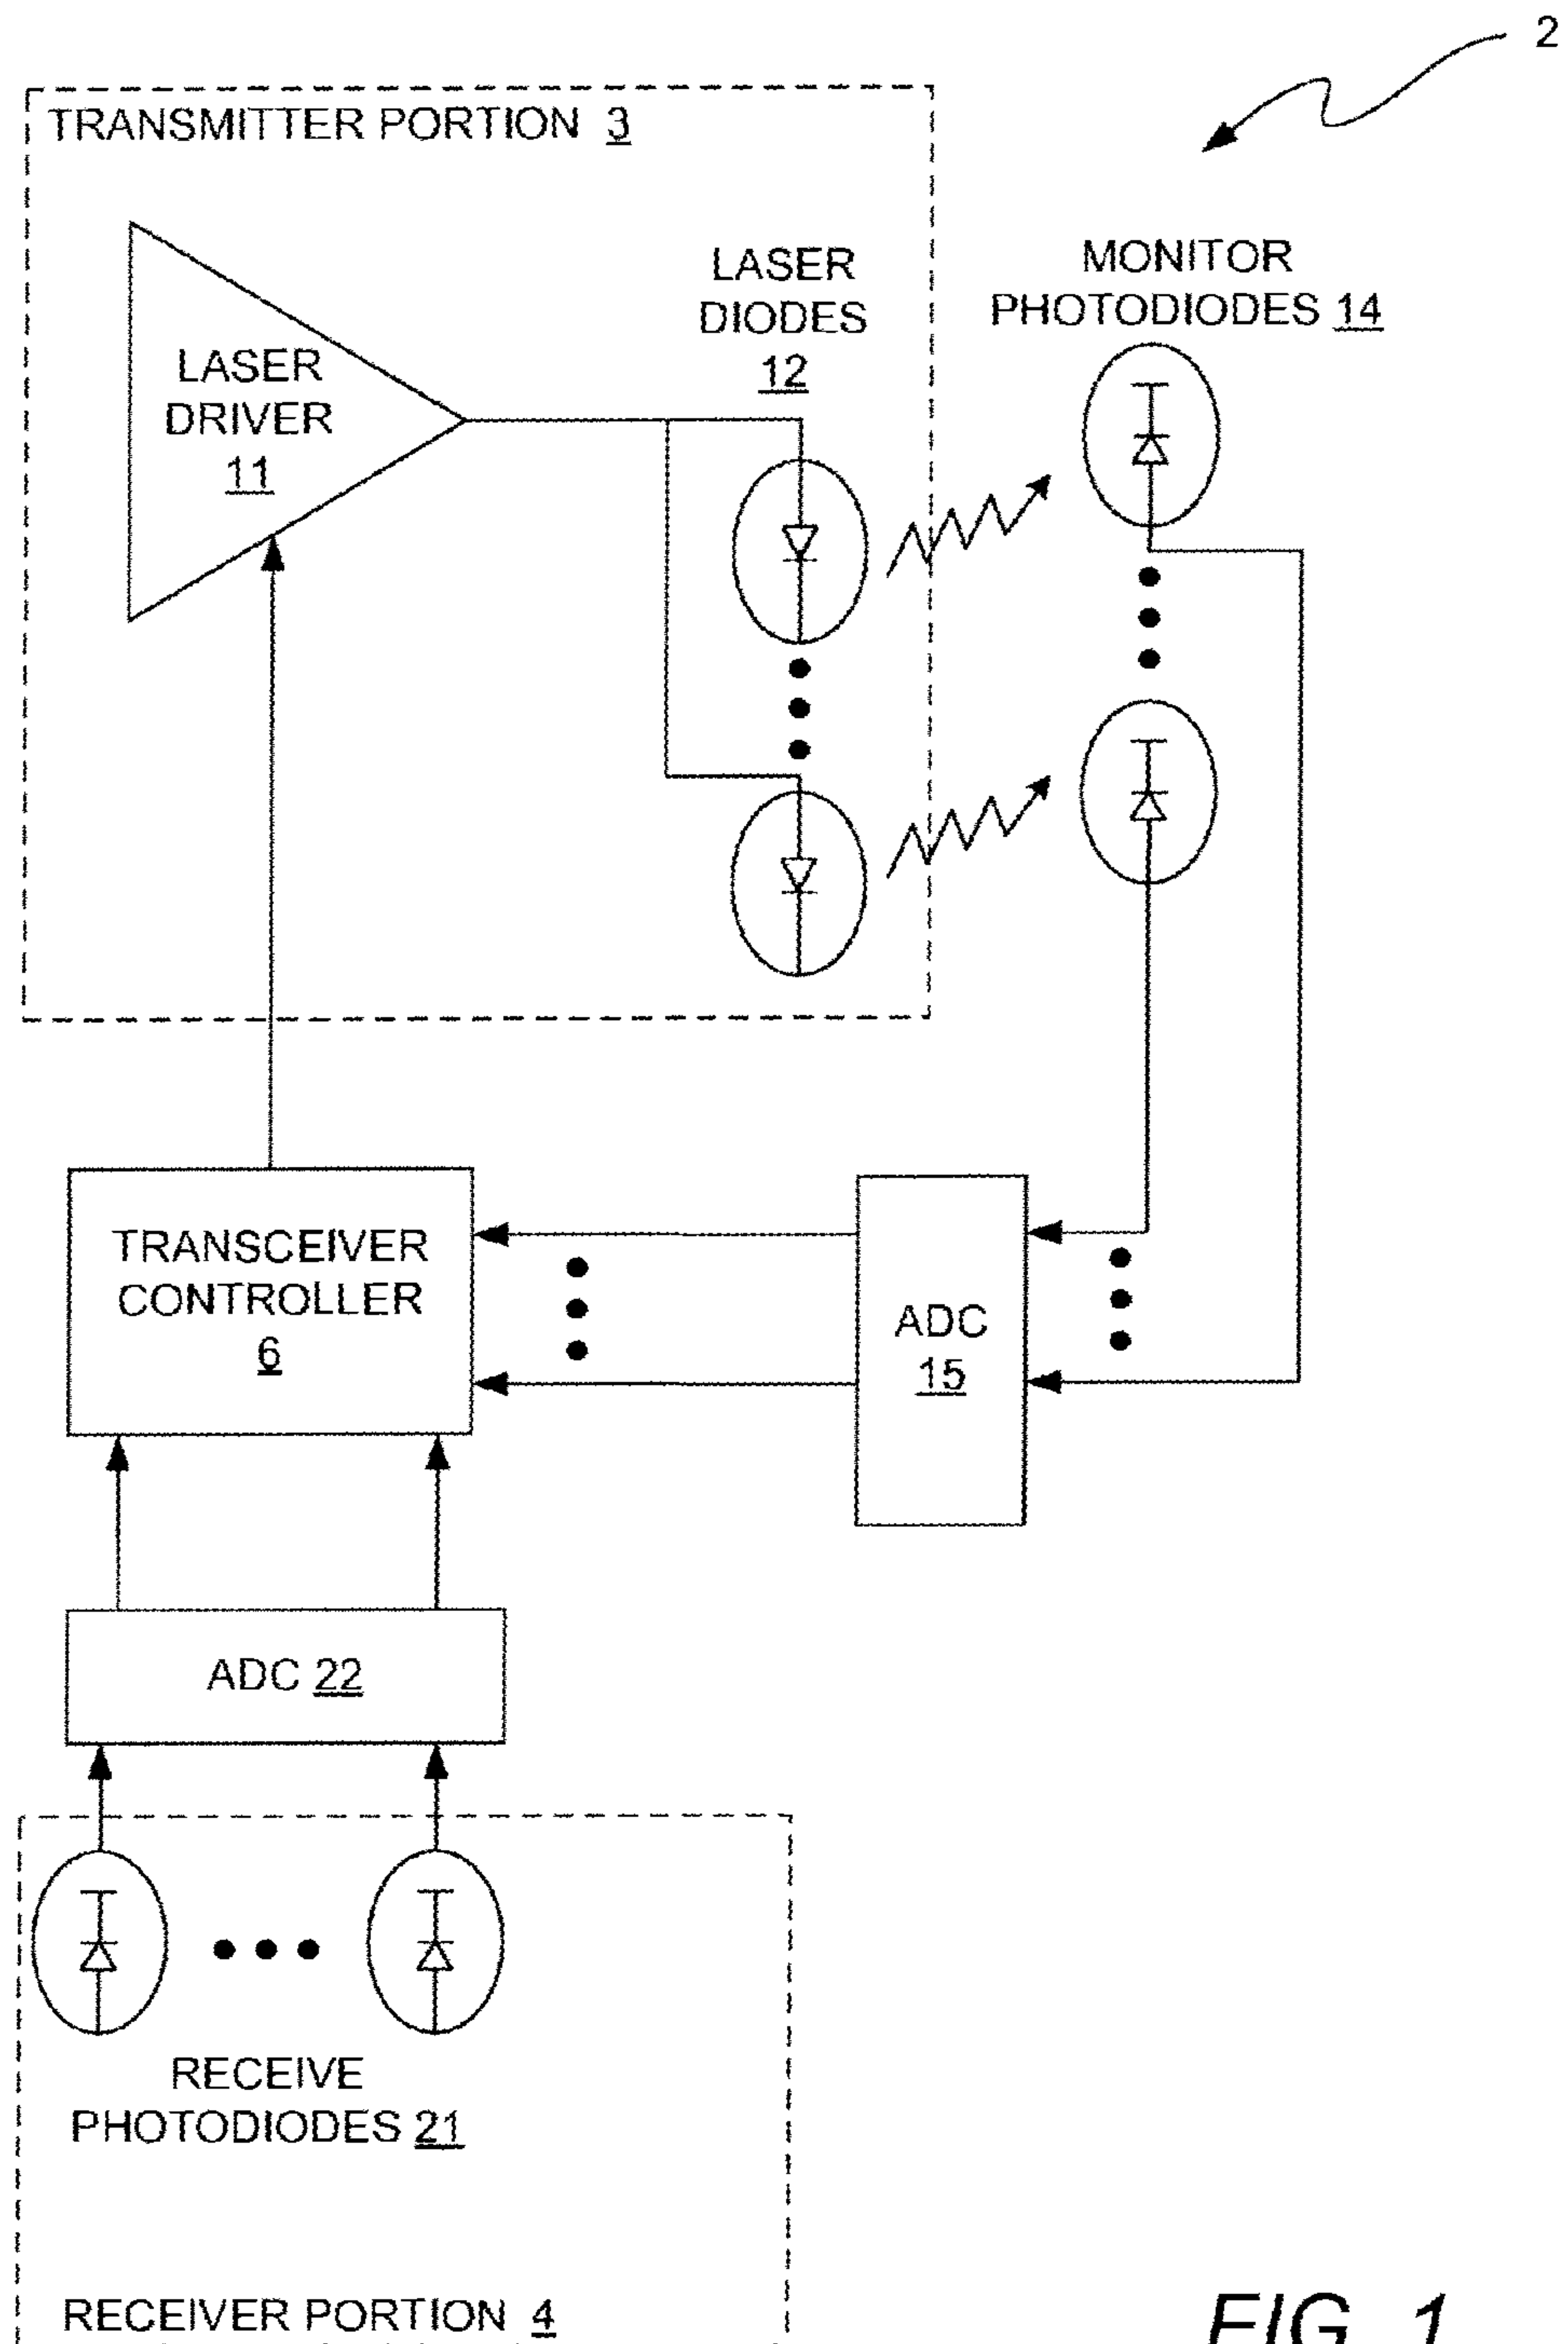 2
TRANSMITTER PORTION 3
LASER
DIODES
12
MONITOR
PHOTODIODES 14
LASER
DRIVER
11
TRANSCEIVER
CONTROLLER
6
ADC
15
ADC 22
RECEIVE
PHOTODIODES 21
RECEIVER PORTION 4
FIG. 1